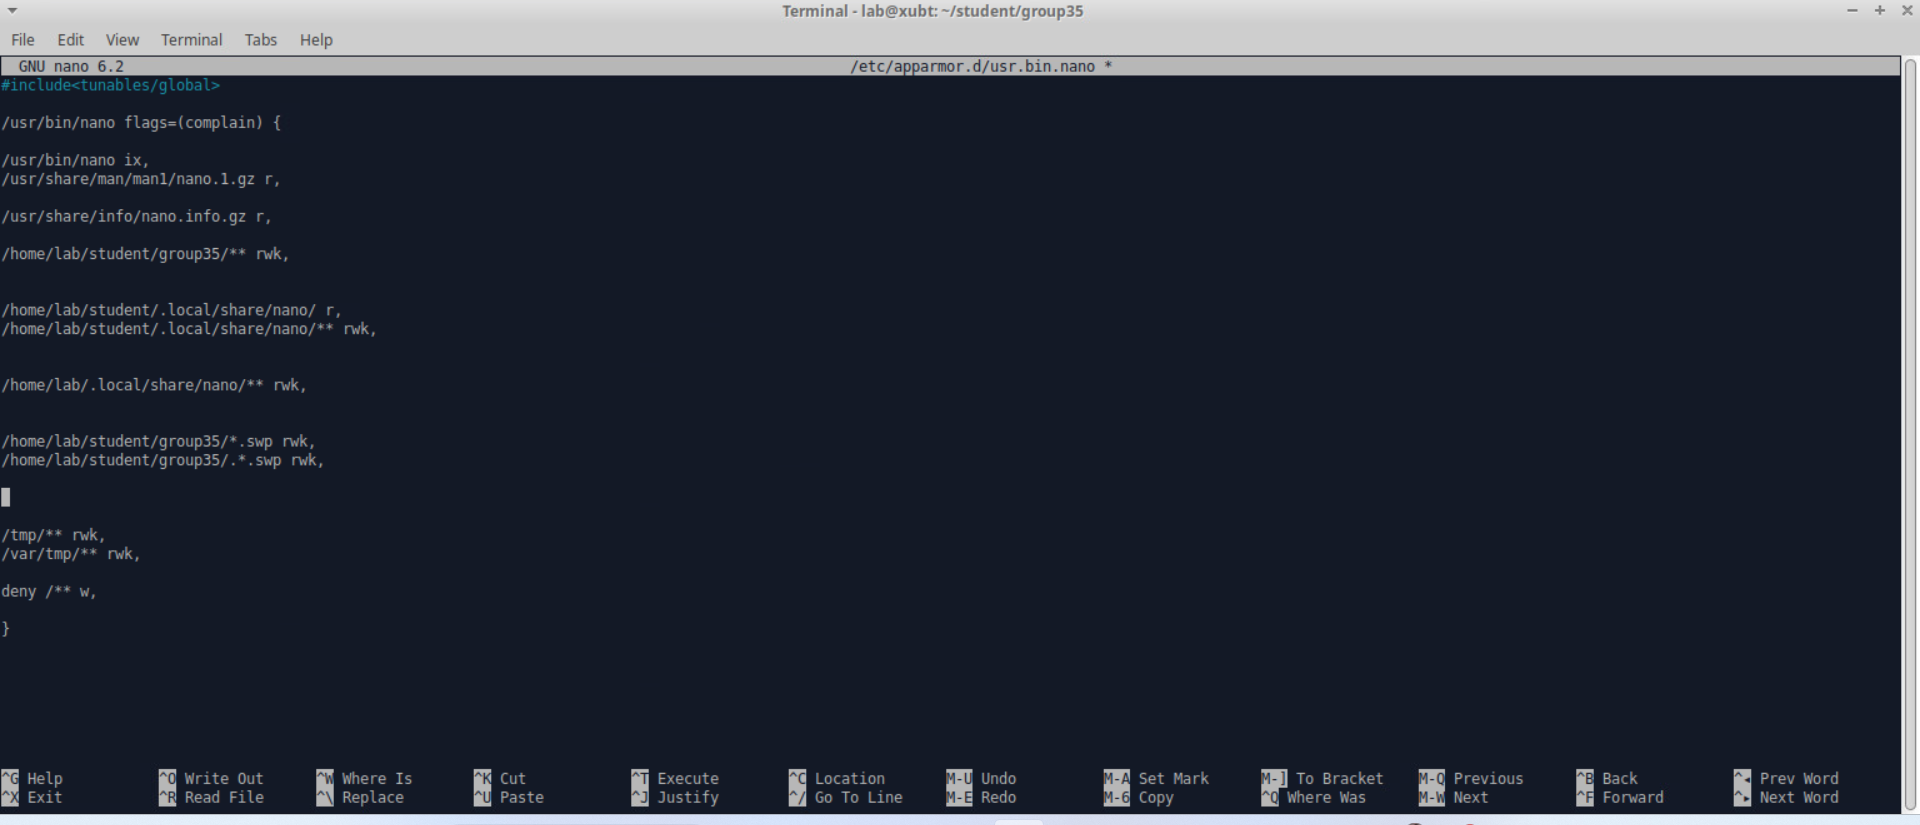 Terminal - lab@xubt: ~/student/group35
File Edit View Terminal Tabs Help
GNU nano 6.2 /etc/apparmor.d/usr.bin.nano *
#include<tunables/global>
/usr/bin/nano flags=(complain) {
/usr/bin/nano ix,
/usr/share/man/man1/nano.1.gz r,
/usr/share/info/nano.info.gz r,
/home/lab/student/group35/** rwk,
/home/lab/student/.local/share/nano/ r,
/home/lab/student/.local/share/nano/** rwk,
/home/lab/.local/share/nano/** rwk,
/home/lab/student/group35/*.swp rwk,
/home/lab/student/group35/.*.swp rwk,
/tmp/** rwk,
/var/tmp/** rwk,
deny /** w,
}
^G Help ^O Write Out ^W Where Is ^K Cut ^T Execute ^C Location M-U Undo M-A Set Mark M-] To Bracket M-Q Previous ^B Back ^◂ Prev Word
^X Exit ^R Read File ^\ Replace ^U Paste ^J Justify ^/ Go To Line M-E Redo M-6 Copy ^Q Where Was M-W Next ^F Forward ^▸ Next Word